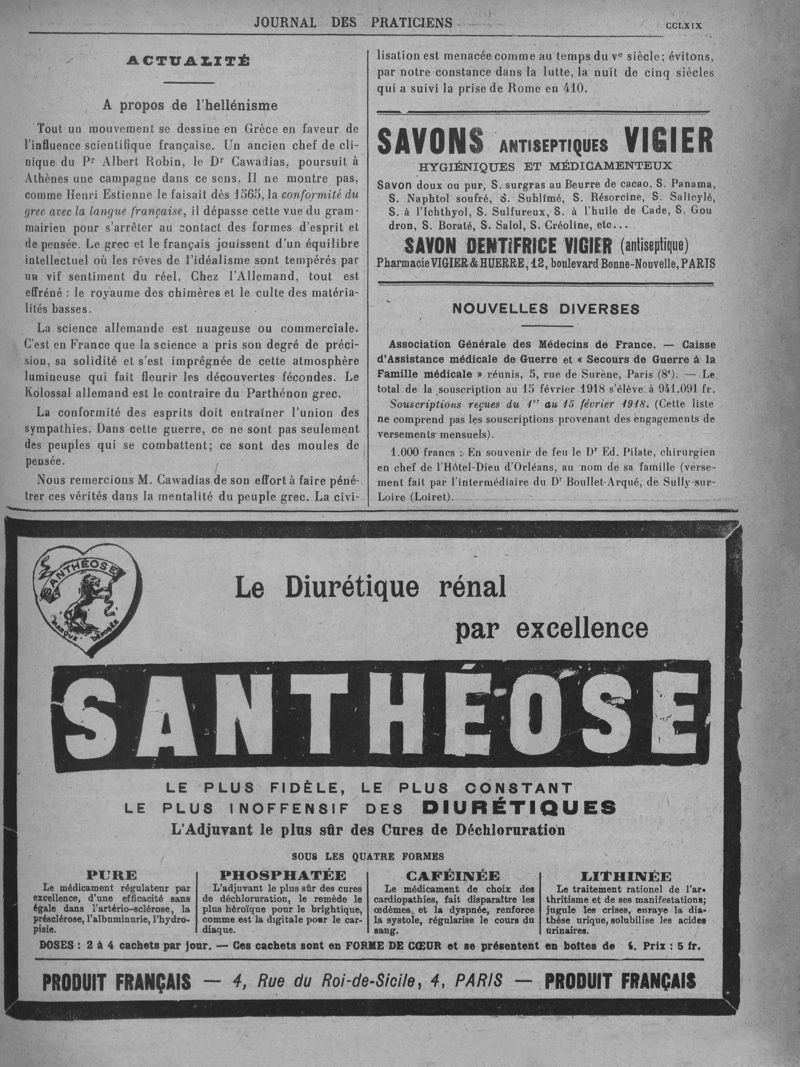 JOURNAL DES PRATICIENS
CCLXIX
ACTUALITÉ
A propos de l'hellénisme
Tout un mouvement se dessine en Grèce en faveur de
l'influence scientifique française. Un ancien chef de cli-
nique du Pr Albert Robin, le Dr Cawadias, poursuit à
Athènes une campagne dans ce sens. Il ne montre pas,
comme Henri Estienne le faisait dès 1565, la conformité du
grec avec la langue française, il dépasse cette vue du gram-
mairien pour s'arrêter au contact des formes d'esprit et
de pensée. Le grec et le français jouissent d'un équilibre
intellectuel où les rêves de l'idéalisme sont tempérés par
un vif sentiment du réel. Chez l'Allemand, tout est
effréné : le royaume des chimères et le culte des matéria-
lités basses.
La science allemande est nuageuse ou commerciale.
C'est en France que la science a pris son degré de préci-
sion, sa solidité et s'est imprégnée de cette atmosphère
lumineuse qui fait fleurir les découvertes fécondes. Le
Kolossal allemand est le contraire du Parthénon grec.
La conformité des esprits doit entraîner l'union des
sympathies. Dans cette guerre, ce ne sont pas seulement
des peuples qui se combattent; ce sont des moules de
pensée.
Nous remercions M. Cawadias de son effort à faire péné-
trer ces vérités dans la mentalité du peuple grec. La civi-
lisation est menacée comme au temps du ve siècle; évitons,
par notre constance dans la lutte, la nuit de cinq siècles
qui a suivi la prise de Rome en 410.
SAVONS ANTISEPTIQUES VIGIER
HYGIÉNIQUES ET MÉDICAMENTEUX
Savon doux ou pur, S. surgras au Beurre de cacao, S. Panama,
S. Naphtol soufré, S. Sublimé, S. Résorcine, S. Salicylé,
S. à l'Ichthyol, S. Sulfureux, S. à l'huile de Cade, S. Gou
dron, S. Boraté, S. Salol, S. Créoline, etc...
SAVON DENTIFRICE VIGIER (antiseptique)
Pharmacie VIGIER & HUERRE, 12, boulevard Bonne-Nouvelle, PARIS
NOUVELLES DIVERSES
Association Générale des Médecins de France. — Caisse
d'Assistance médicale de Guerre et « Secours de Guerre à la
Famille médicale » réunis, 5, rue de Surène, Paris (8e). — Le
total de la souscription au 15 février 1918 s'élève à 941.091 fr.
Souscriptions reçues du 1er au 15 février 1918. (Cette liste
ne comprend pas les souscriptions provenant des engagements de
versements mensuels).
1.000 francs : En souvenir de feu le Dr Ed. Pilate, chirurgien
en chef de l'Hôtel-Dieu d'Orléans, au nom de sa famille (verse-
ment fait par l'intermédiaire du Dr Boullet-Arqué, de Sully-sur-
Loire (Loiret).
SANTHÉOSE
MARQUE DÉPOSÉE
Le Diurétique rénal
par excellence
SANTHÉOSE
LE PLUS FIDÈLE, LE PLUS CONSTANT
LE PLUS INOFFENSIF DES DIURÉTIQUES
L'Adjuvant le plus sûr des Cures de Déchloruration
SOUS LES QUATRE FORMES
PURE
Le médicament régulateur par
excellence, d'une efficacité sans
égale dans l'artério-sclérose, la
présclérose, l'albuminurie, l'hydro-
pisie.
PHOSPHATÉE
L'adjuvant le plus sûr des cures
de déchloruration, le remède le
plus héroïque pour le brightique,
comme est la digitale pour le car-
diaque.
CAFÉINÉE
Le médicament de choix des
cardiopathies, fait disparaître les
œdèmes, et la dyspnée, renforce
la systole, régularise le cours du
sang.
LITHINÉE
Le traitement rationel de l'ar-
thritisme et de ses manifestations;
jugule les crises, enraye la dia-
thèse urique, solubilise les acides
urinaires.
DOSES : 2 à 4 cachets par jour. — Ces cachets sont en FORME DE CŒUR et se présentent en boîtes de . Prix : 5 fr.
PRODUIT FRANÇAIS — 4, Rue du Roi-de-Sicile, 4, PARIS — PRODUIT FRANÇAIS